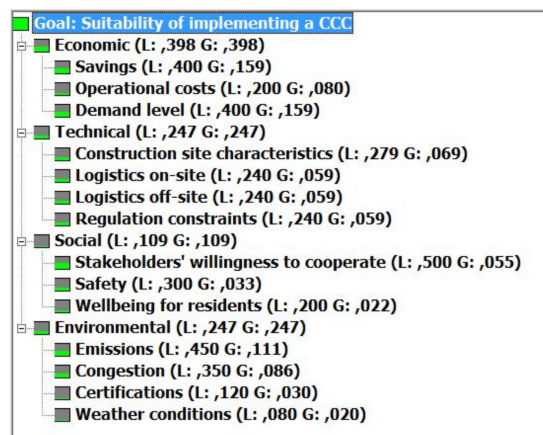 Goal: Suitability of implementing a CCC
Economic (L: ,398 G: ,398)
Savings (L: ,400 G: ,159)
Operational costs (L: ,200 G: ,080)
Demand level (L: ,400 G: ,159)
Technical (L: ,247 G: ,247)
Construction site characteristics (L: ,279 G: ,069)
Logistics on-site (L: ,240 G: ,059)
Logistics off-site (L: ,240 G: ,059)
Regulation constraints (L: ,240 G: ,059)
Social (L: ,109 G: ,109)
Stakeholders' willingness to cooperate (L: ,500 G: ,055)
Safety (L: ,300 G: ,033)
Wellbeing for residents (L: ,200 G: ,022)
Environmental (L: ,247 G: ,247)
Emissions (L: ,450 G: ,111)
Congestion (L: ,350 G: ,086)
Certifications (L: ,120 G: ,030)
Weather conditions (L: ,080 G: ,020)